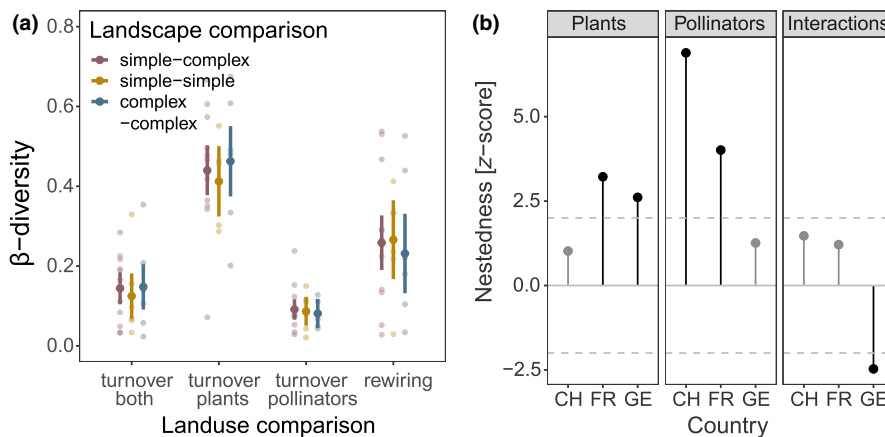 (a)
Landscape comparison
simple−complex
simple−simple
complex
−complex
β−diversity
0.8
0.6
0.4
0.2
0.0
turnover both
turnover plants
turnover pollinators
rewiring
Landuse comparison
(b)
Plants
Pollinators
Interactions
Nestedness [z−score]
5.0
2.5
0.0
−2.5
CH FR GE
CH FR GE
CH FR GE
Country